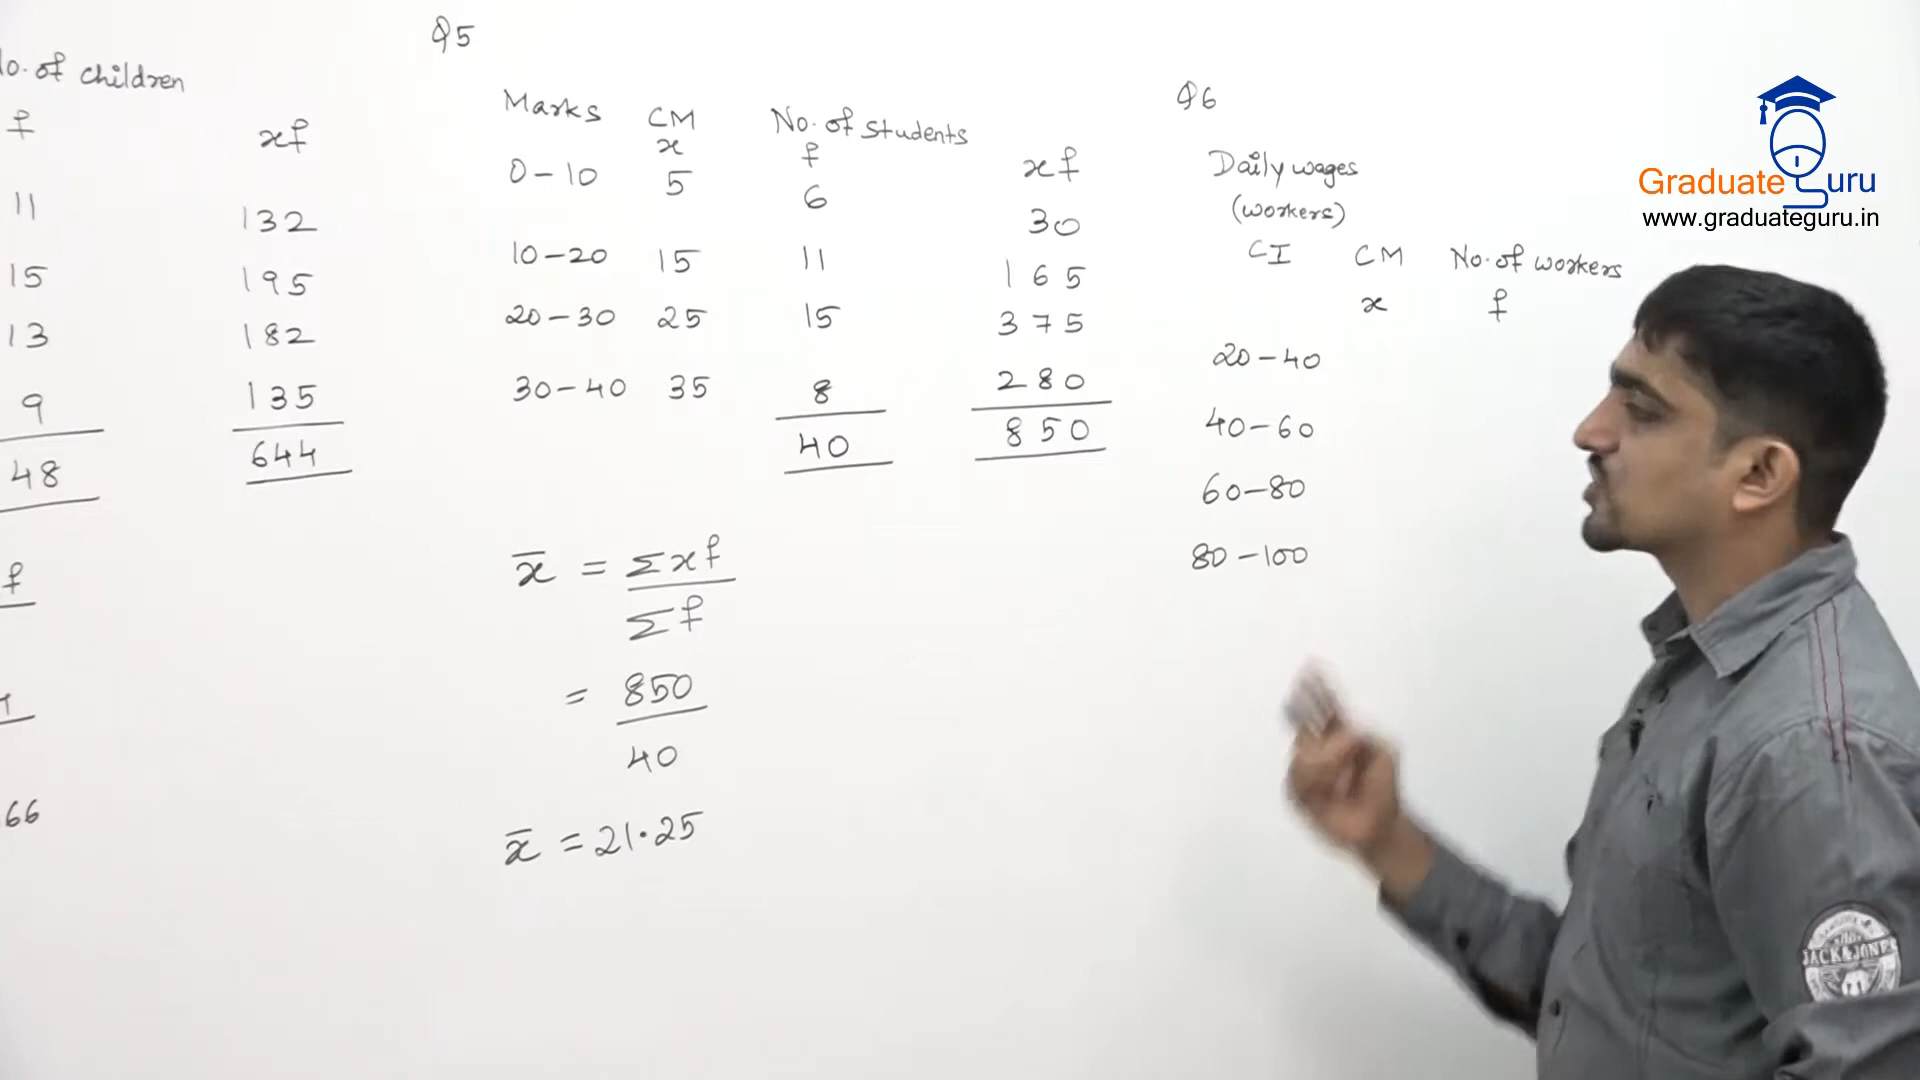 No. of children
f xf
11 132
15 195
13 182
9 135
48 644
f
66
Q5
Marks CM No. of students
x f xf
0-10 5 6 30
10-20 15 11 165
20-30 25 15 375
30-40 35 8 280
40 850
x̄ = Σxf
Σf
= 850
40
x̄ = 21.25
Q6
Daily wages
(workers)
CI CM No. of workers
x f
20-40
40-60
60-80
80-100
Graduate Guru
www.graduateguru.in
JACK&JONES